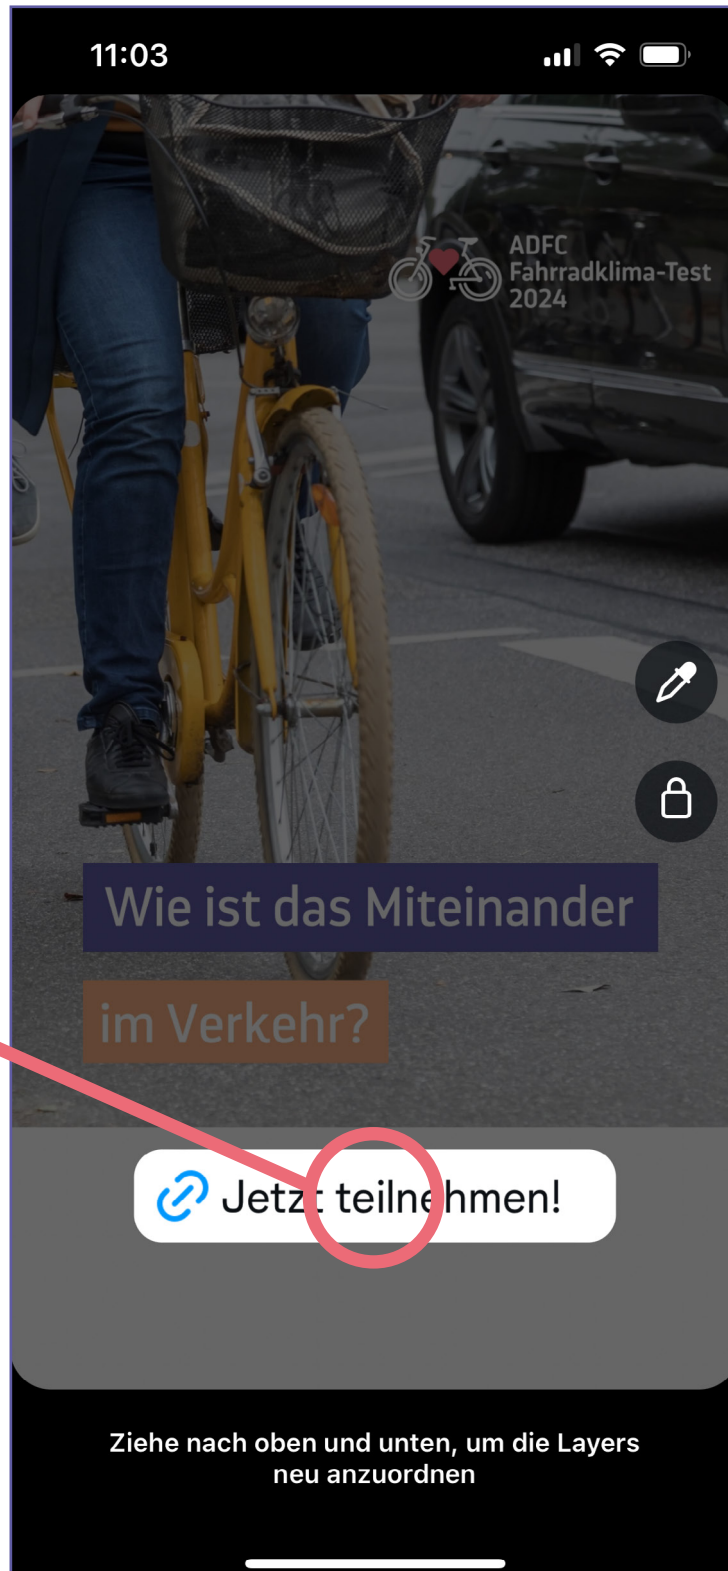 11:03
ADFC
Fahrradklima-Test
2024
Wie ist das Miteinander
im Verkehr?
Jetzt teilnehmen!
Ziehe nach oben und unten, um die Layers
neu anzuordnen